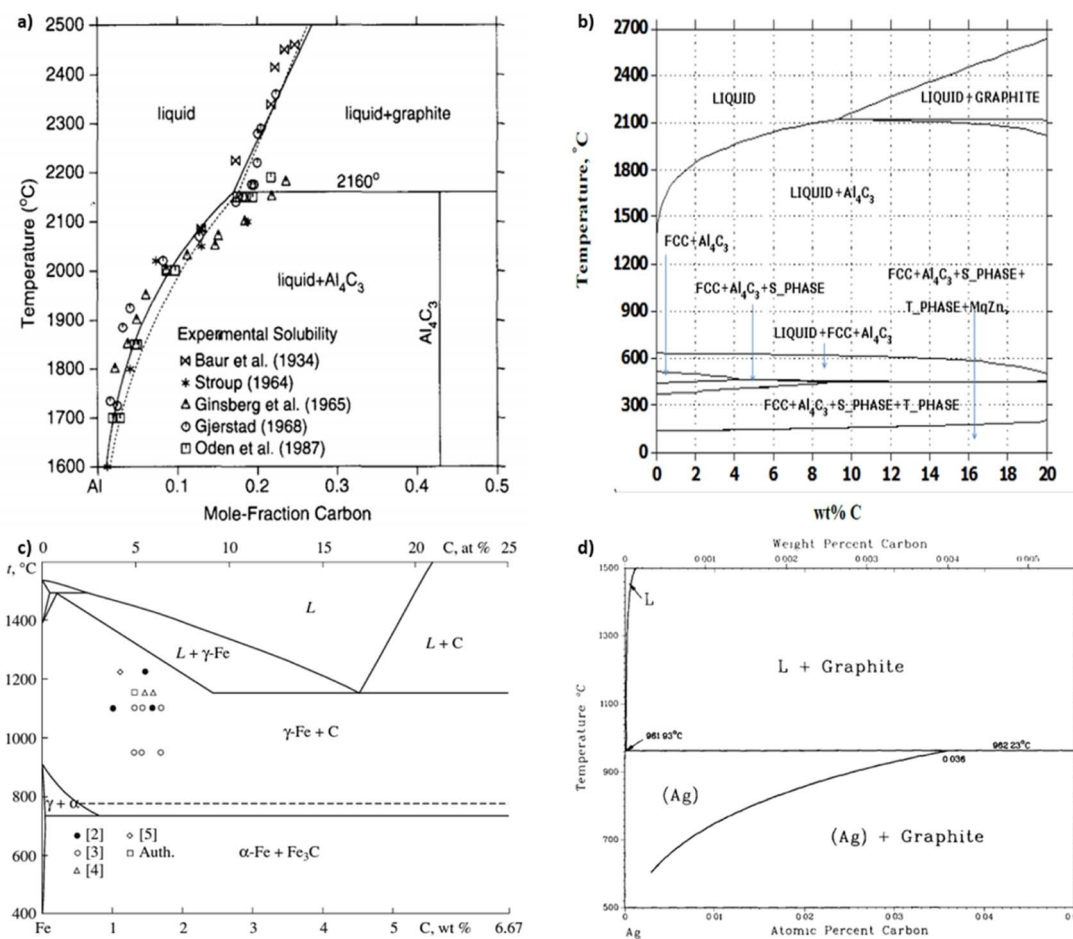 a)
2500
2400
2300
2200
2100
2000
1900
1800
1700
1600
Temperature (°C)
liquid
liquid+graphite
2160°
liquid+Al4C3
Al4C3
Experimental Solubility
Baur et al. (1934)
Stroup (1964)
Ginsberg et al. (1965)
Gjerstad (1968)
Oden et al. (1987)
Al 0.1 0.2 0.3 0.4 0.5
Mole-Fraction Carbon
b)
2700
2400
2100
1800
1500
1200
900
600
300
0
Temperature, °C
LIQUID
LIQUID+GRAPHITE
LIQUID+Al4C3
FCC+Al4C3
FCC+Al4C3+S_PHASE
FCC+Al4C3+S_PHASE+
T_PHASE+MgZn2
LIQUID+FCC+Al4C3
FCC+Al4C3+S_PHASE+T_PHASE
0 2 4 6 8 10 12 14 16 18 20
wt% C
c)
0 5 10 15 20 C, at % 25
t, °C
1400
1200
1000
800
600
400
L
L + γ-Fe
L + C
γ-Fe + C
γ + α
[2] [5]
[3] Auth.
[4]
α-Fe + Fe3C
Fe 1 2 3 4 5 C, wt % 6.67
d)
Weight Percent Carbon
0 0.001 0.002 0.003 0.004 0.005
1500
1300
1100
900
700
500
Temperature °C
L
L + Graphite
961.93°C
962.23°C
0.036
(Ag)
(Ag) + Graphite
0 0.01 0.02 0.03 0.04 0.05
Ag
Atomic Percent Carbon